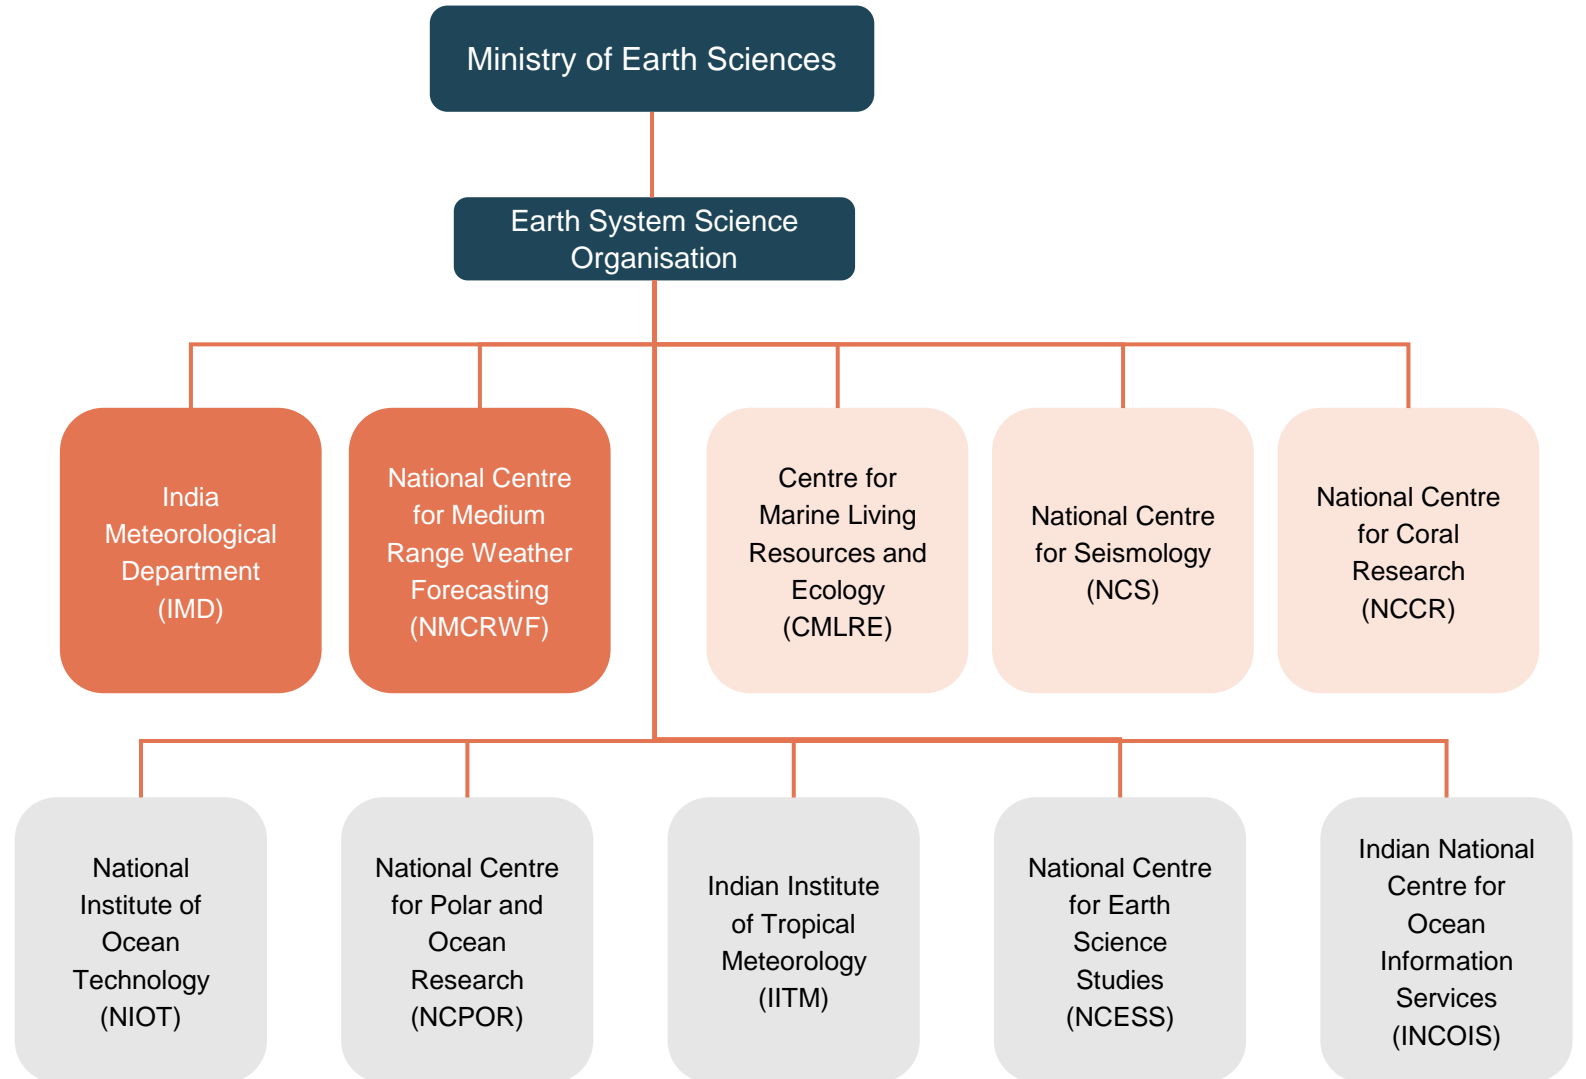 Ministry of Earth Sciences
Earth System Science
Organisation
India
Meteorological
Department
(IMD)
National Centre
for Medium
Range Weather
Forecasting
(NMCRWF)
Centre for
Marine Living
Resources and
Ecology
(CMLRE)
National Centre
for Seismology
(NCS)
National Centre
for Coral
Research
(NCCR)
National
Institute of
Ocean
Technology
(NIOT)
National Centre
for Polar and
Ocean
Research
(NCPOR)
Indian Institute
of Tropical
Meteorology
(IITM)
National Centre
for Earth
Science
Studies
(NCESS)
Indian National
Centre for
Ocean
Information
Services
(INCOIS)